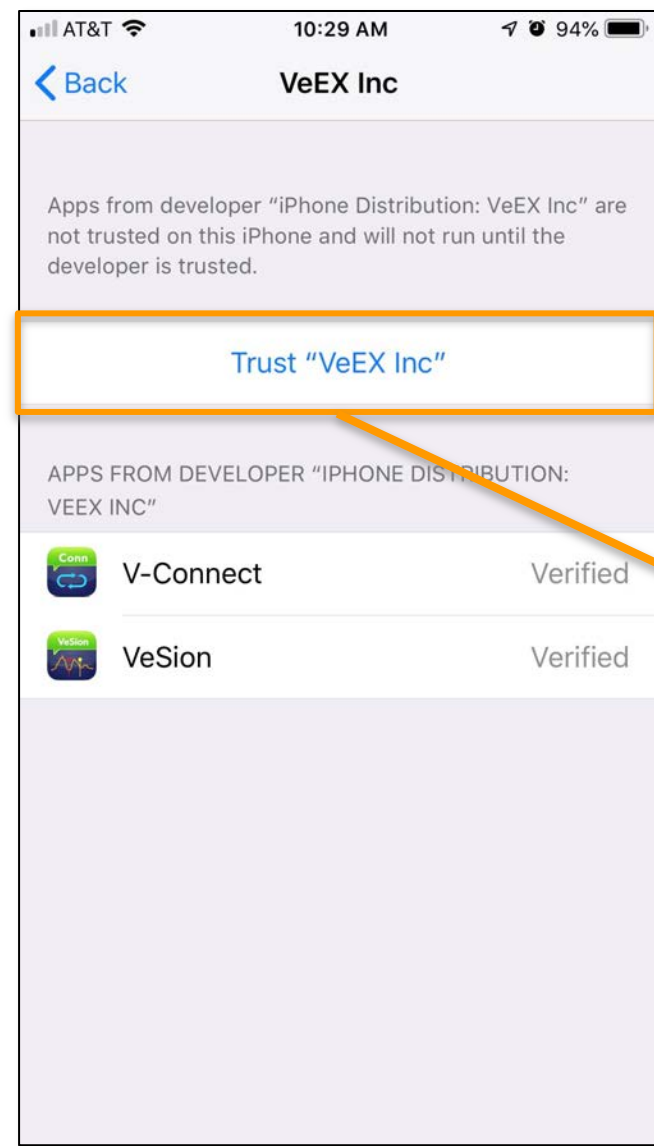 AT&T 10:29 AM 94%
Back VeEX Inc
Apps from developer “iPhone Distribution: VeEX Inc” are
not trusted on this iPhone and will not run until the
developer is trusted.
Trust “VeEX Inc”
APPS FROM DEVELOPER “IPHONE DISTRIBUTION:
VEEX INC”
Conn
V-Connect Verified
VeSion
VeSion Verified